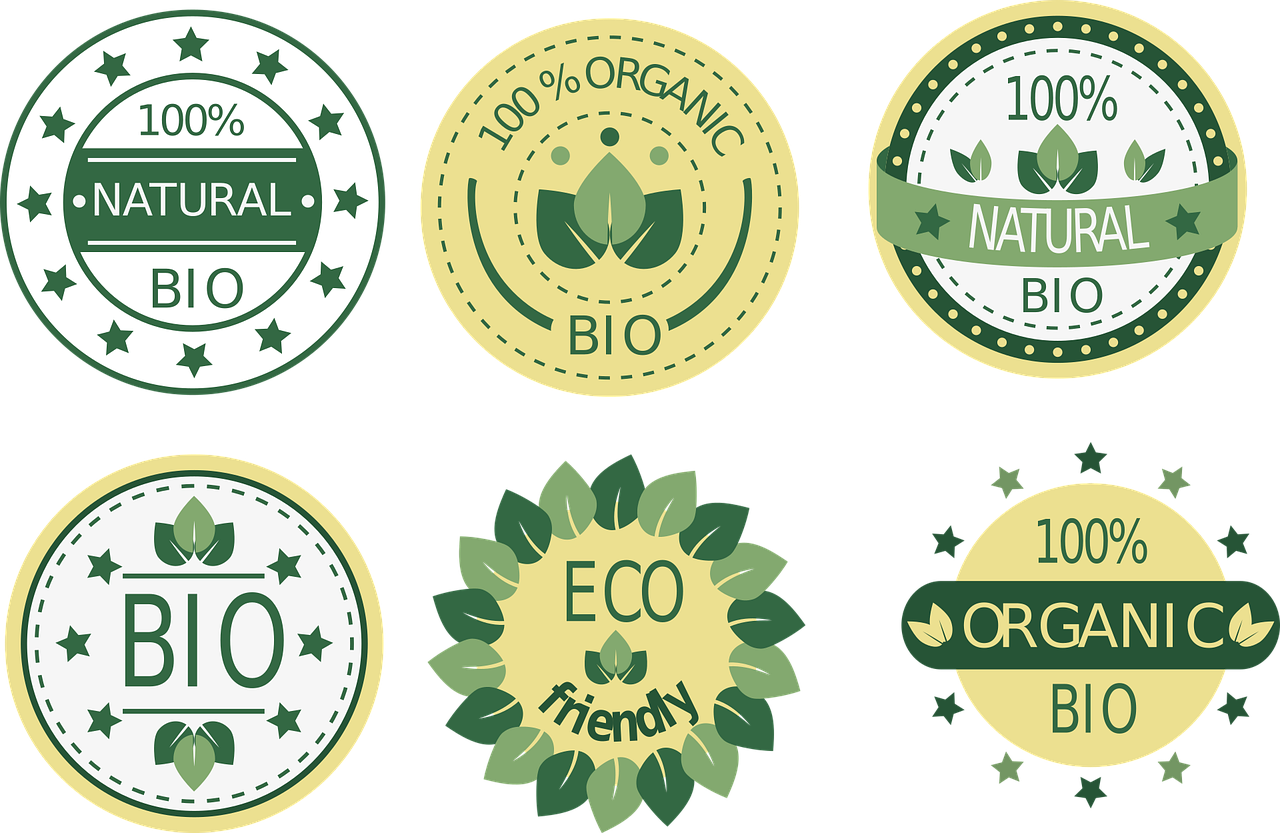 100%
NATURAL
BIO
100 % ORGANIC
BIO
100%
NATURAL
BIO
BIO
ECO
friendly
100%
ORGANIC
BIO